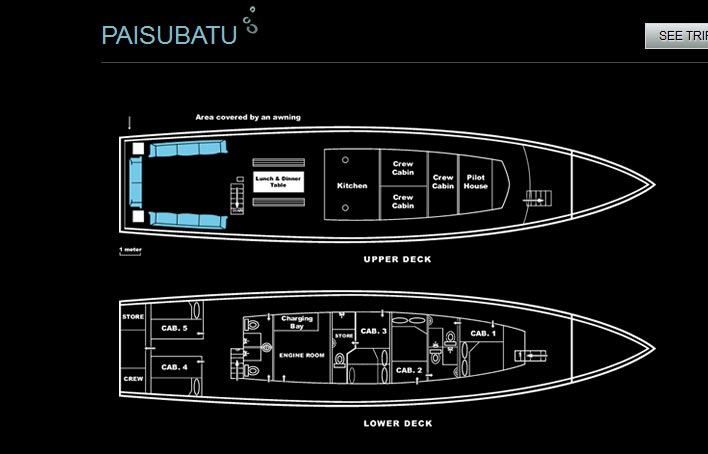 PAISUBATU
SEE TRIP
Area covered by an awning
Lunch & Dinner
Table
Kitchen
Crew
Cabin
Crew
Cabin
Crew
Cabin
Pilot
House
1 meter
UPPER DECK
STORE
CAB. 5
CREW
CAB. 4
Charging
Bay
ENGINE ROOM
STORE
CAB. 3
CAB. 2
CAB. 1
LOWER DECK